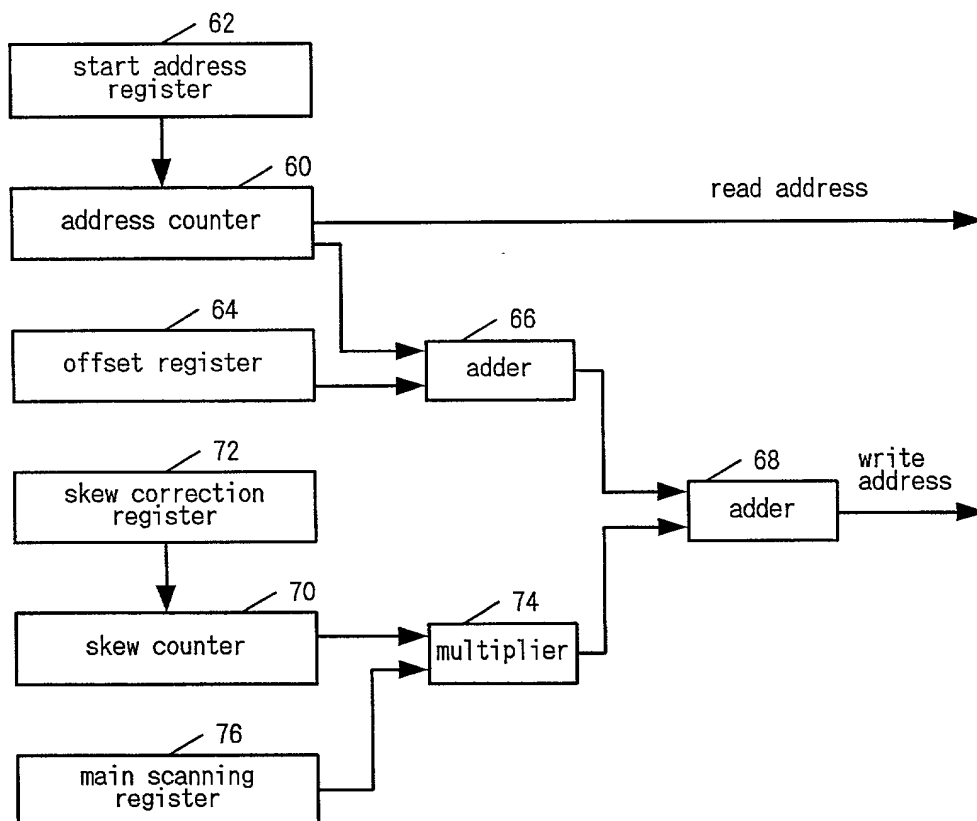 62
start address
register
60
address counter
read address
64
offset register
66
adder
72
skew correction
register
68
adder
write
address
70
skew counter
74
multiplier
76
main scanning
register